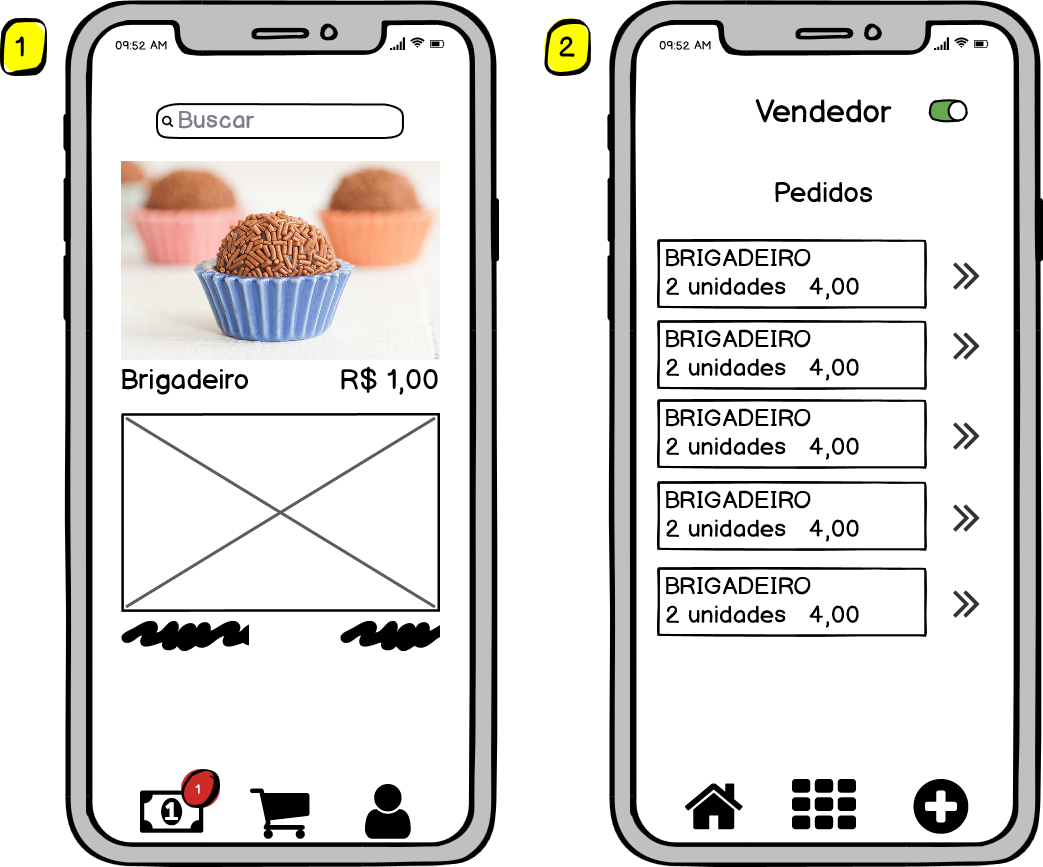 1
09:52 AM
Buscar
Brigadeiro R$ 1,00
1
1
2
09:52 AM
Vendedor
Pedidos
BRIGADEIRO
2 unidades 4,00
BRIGADEIRO
2 unidades 4,00
BRIGADEIRO
2 unidades 4,00
BRIGADEIRO
2 unidades 4,00
BRIGADEIRO
2 unidades 4,00